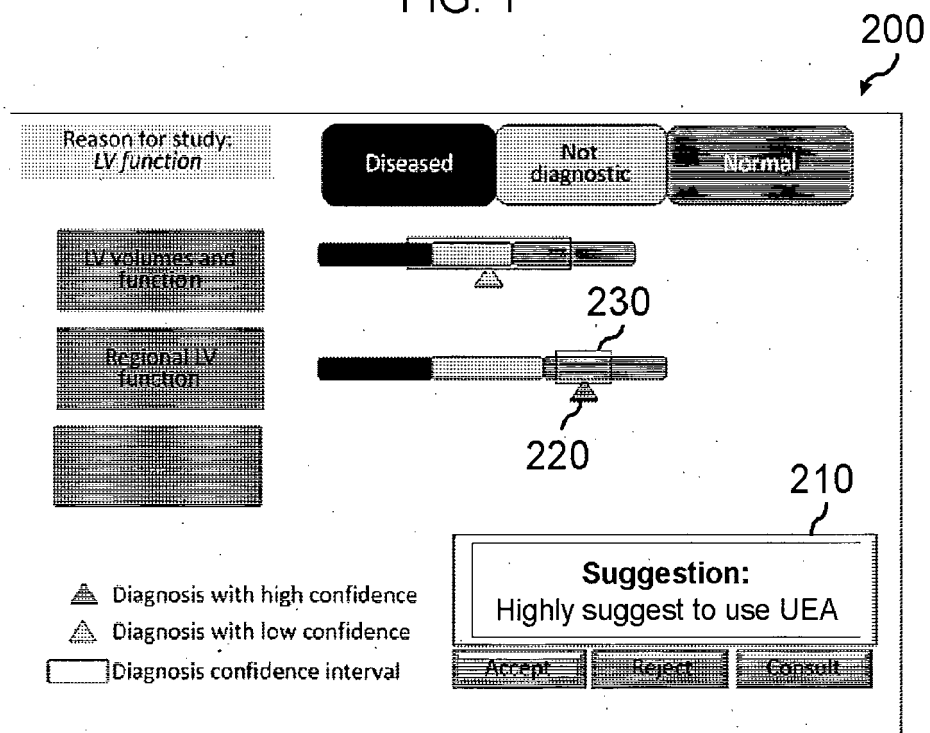 FIG. 1
200
Reason for study:
LV function
Diseased
Not
diagnostic
Normal
LV volumes and
function
230
Regional LV
function
220
210
Suggestion:
Highly suggest to use UEA
Diagnosis with high confidence
Diagnosis with low confidence
Diagnosis confidence interval
Accept
Reject
Consult